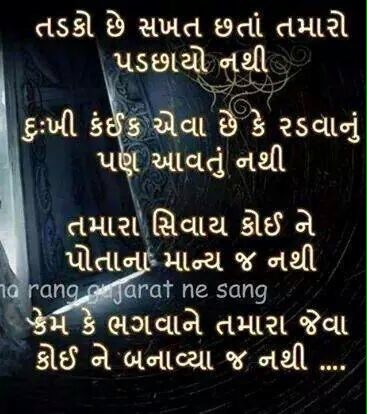 તડકો છે સખત છતાં તમારો
પડછાયો નથી
દુઃખી કંઈક એવા છે કે રડવાનું
પણ આવતું નથી
તમારા સિવાય કોઈ ને
પોતાના માન્ય જ નથી
rang gujarat ne sang
કેમ કે ભગવાને તમારા જેવા
કોઈ ને બનાવ્યા જ નથી ....